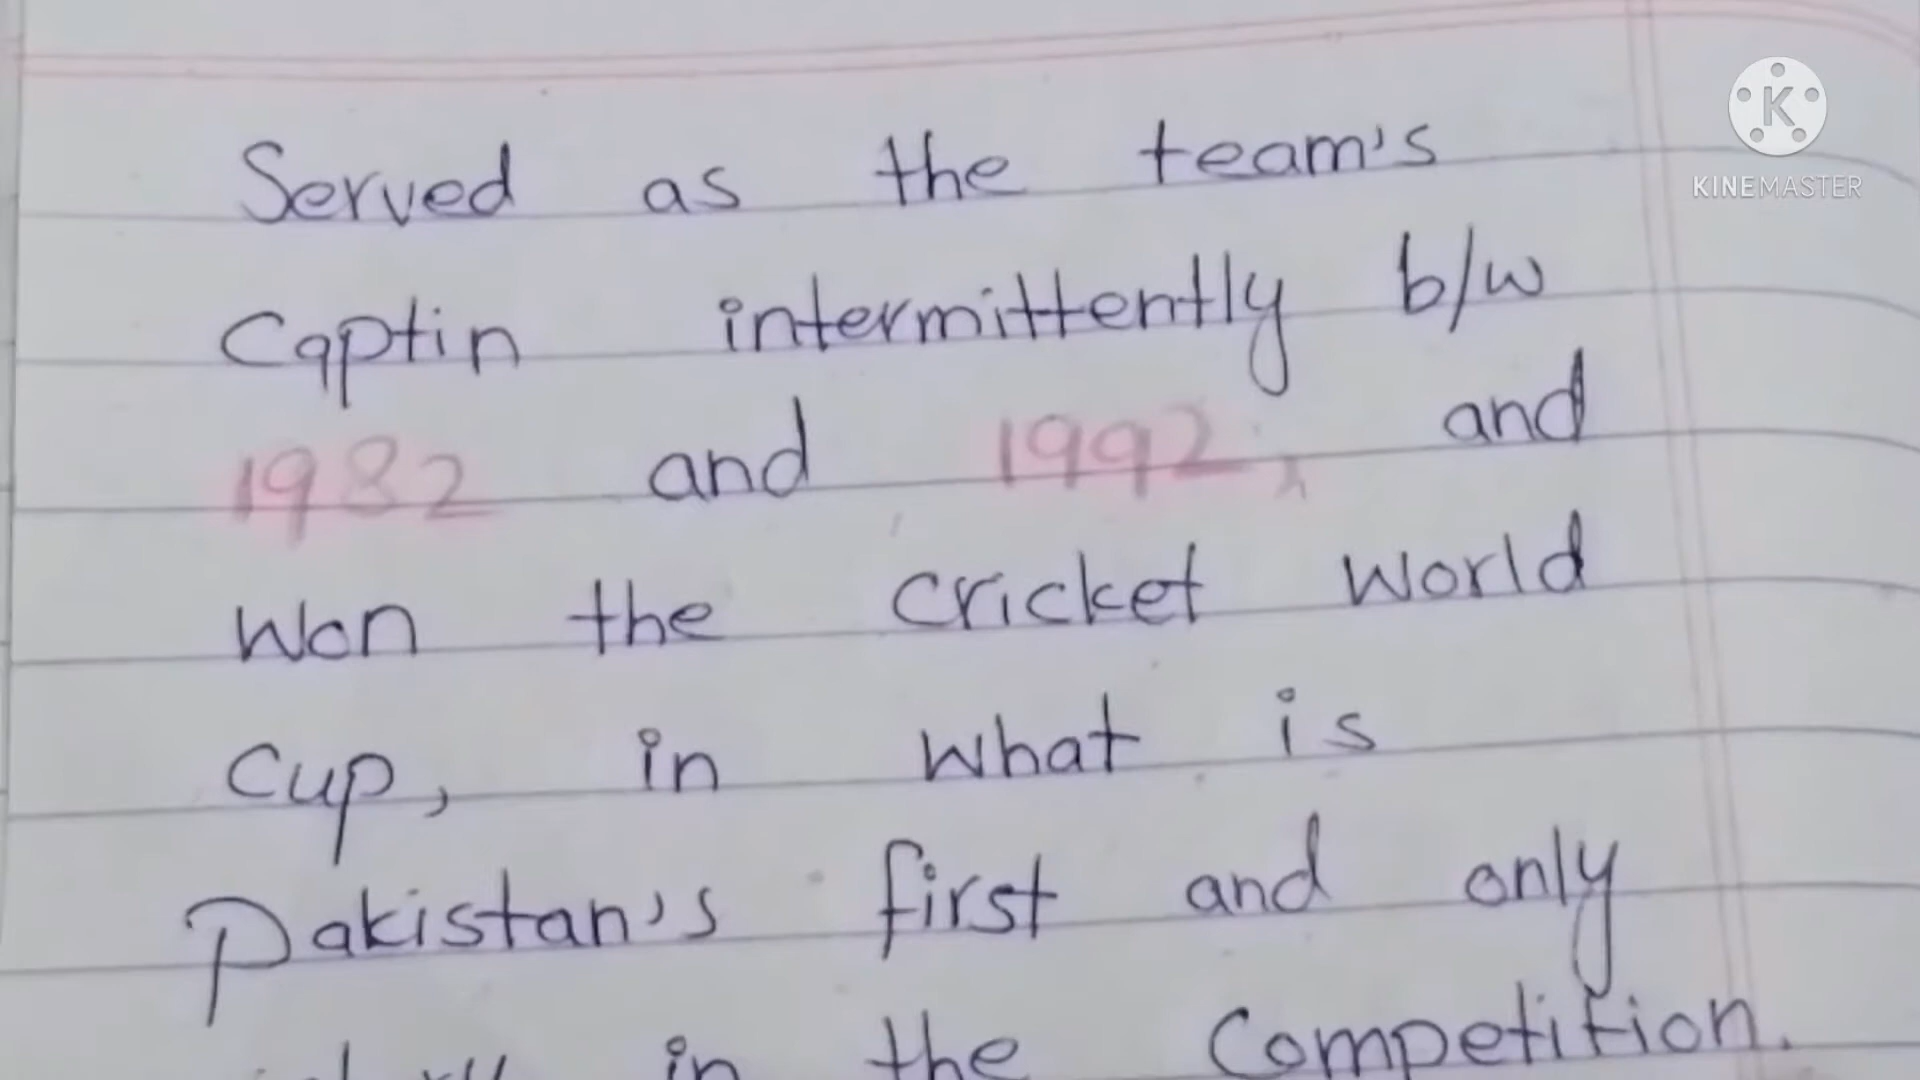 Served as the team's
Captin intermittently b/w
1982 and 1992, and
Won the cricket world
Cup, in what is
Pakistan's first and only
in the Competition.
K
KINEMASTER